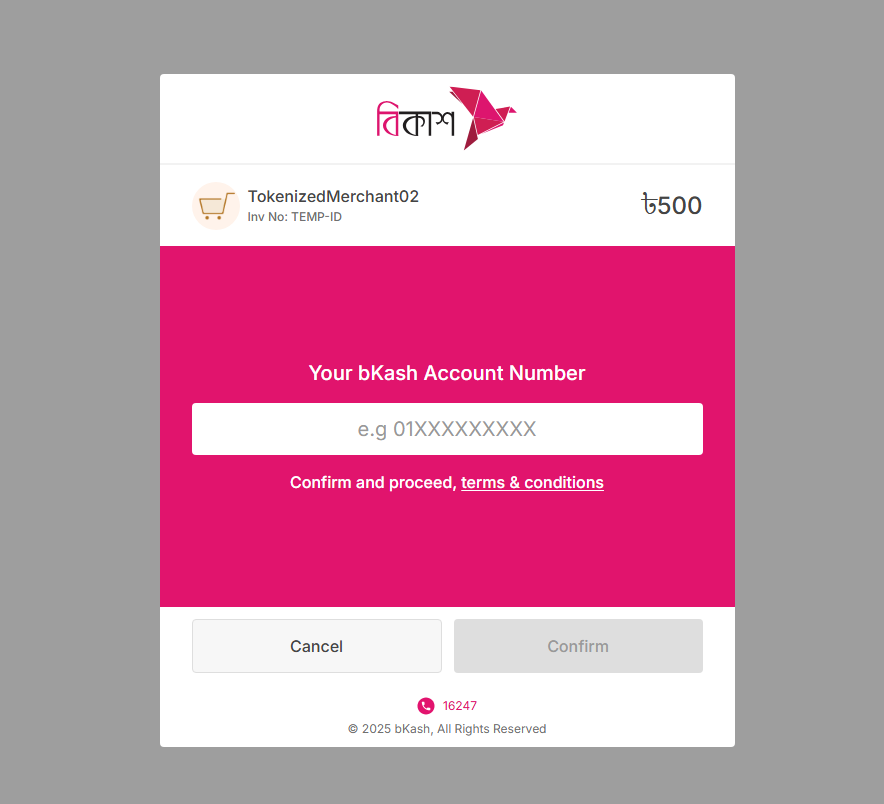 বিকাশ
TokenizedMerchant02
Inv No: TEMP-ID
৳500
Your bKash Account Number
e.g 01XXXXXXXXX
Confirm and proceed, terms & conditions
Cancel
Confirm
16247
© 2025 bKash, All Rights Reserved